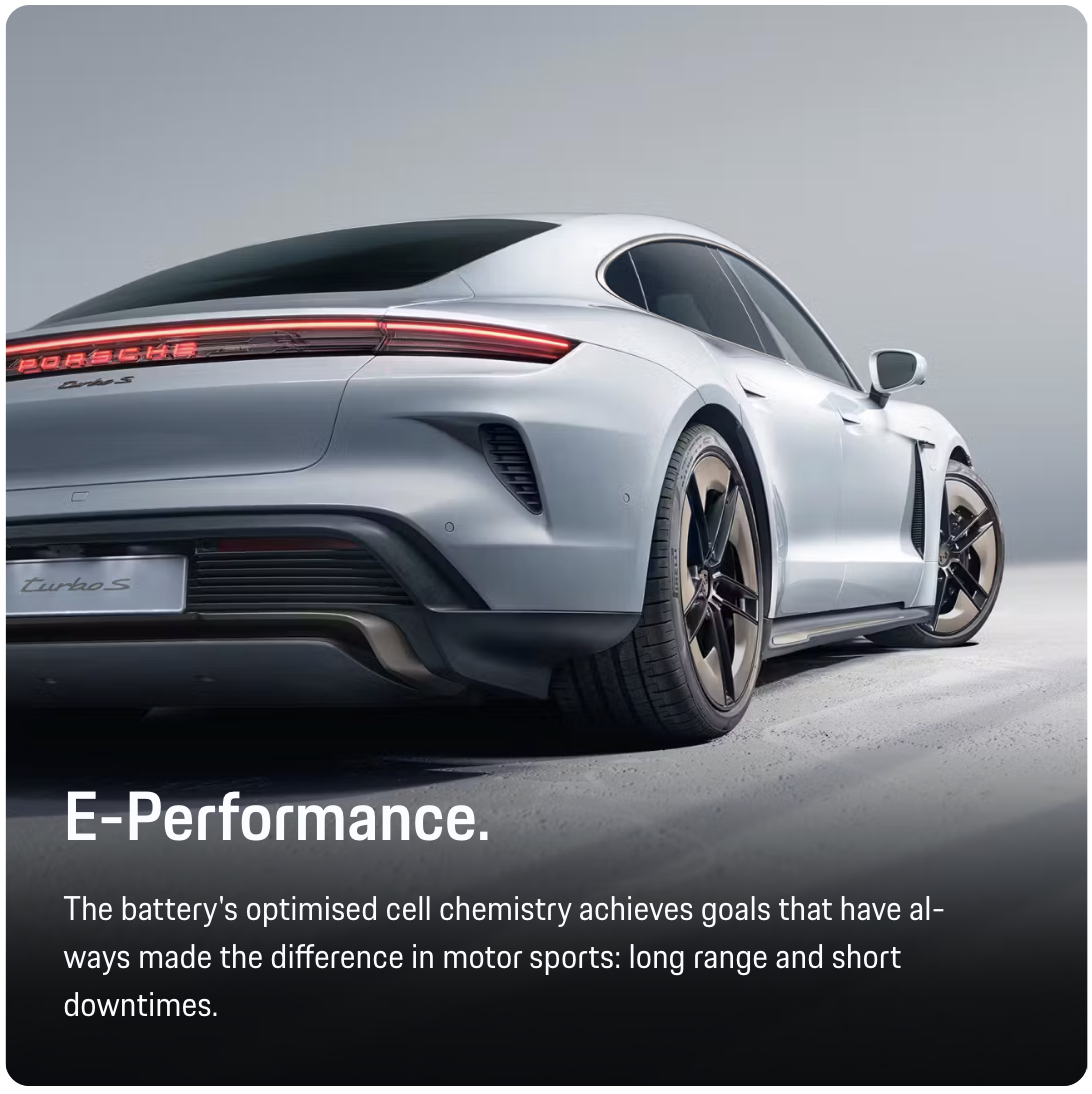 PORSCHE
turbo S
turbo S
E-Performance.
The battery's optimised cell chemistry achieves goals that have al-
ways made the difference in motor sports: long range and short
downtimes.